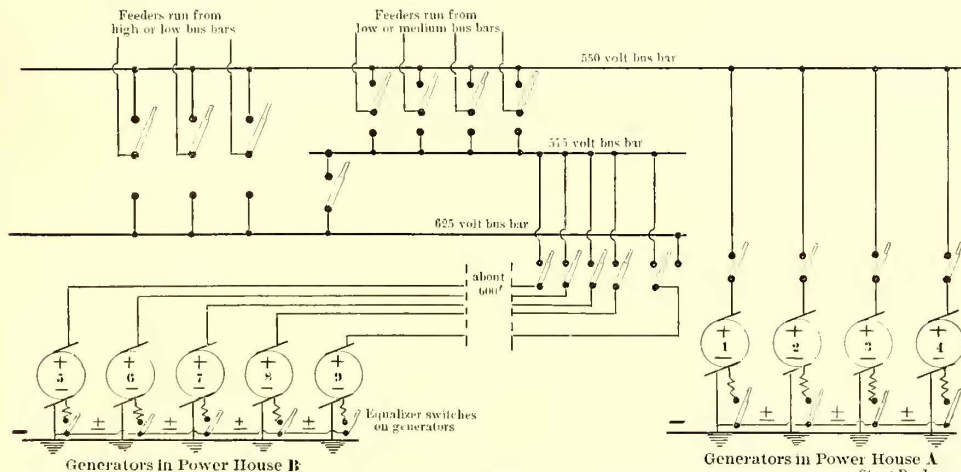 Feeders run from
high or low bus bars
Feeders run from
low or medium bus bars
550 volt bus bar
575 volt bus bar
625 volt bus bar
about
600'
+ 1 −
+ 2 −
+ 3 −
+ 4 −
+ 5 −
+ 6 −
+ 7 −
+ 8 −
+ 9 −
Equalizer switches
on generators
± ± ± ±
± ± ±
−
−
Generators in Power House B
Generators in Power House A